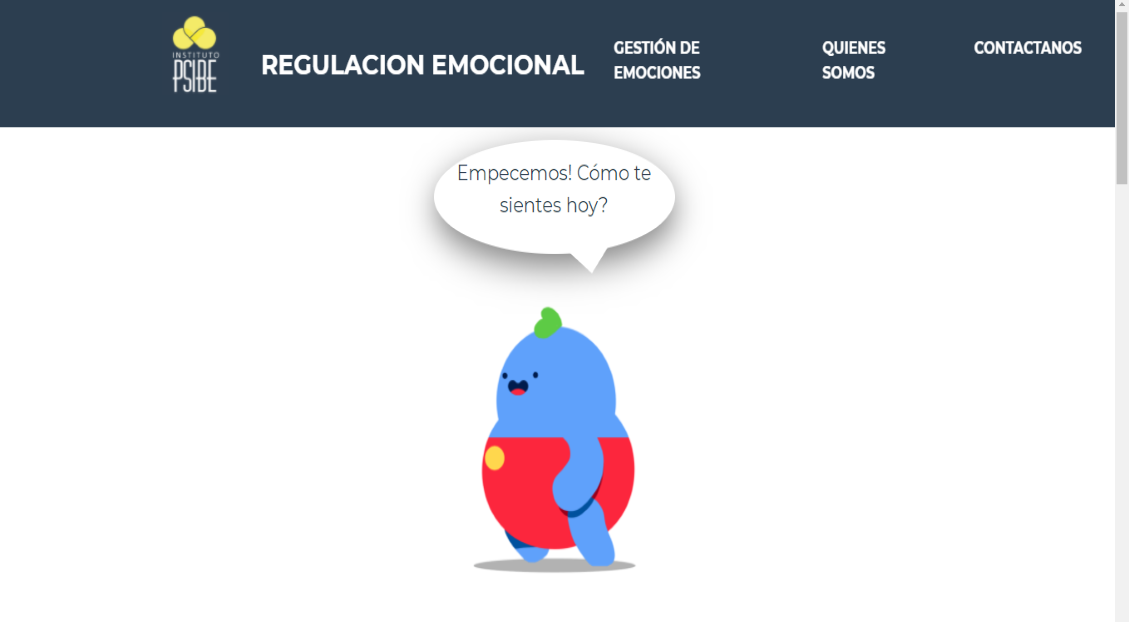 INSTITUTO
PSIBE
REGULACION EMOCIONAL
GESTIÓN DE
EMOCIONES
QUIENES
SOMOS
CONTACTANOS
Empecemos! Cómo te
sientes hoy?